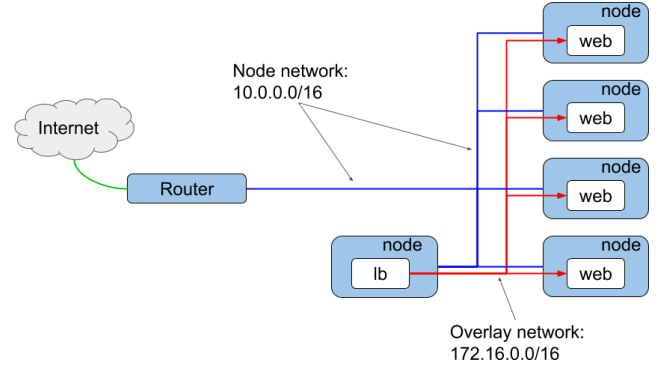 node
web
Node network:
10.0.0.0/16
node
web
Internet
node
web
Router
node
lb
node
web
Overlay network:
172.16.0.0/16